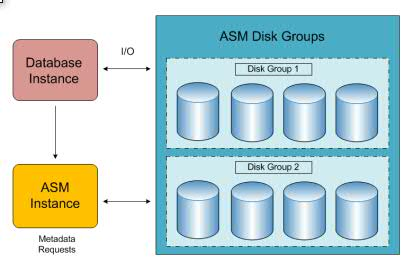 ASM Disk Groups
I/O
Database
Instance
Disk Group 1
Disk Group 2
ASM
Instance
Metadata
Requests